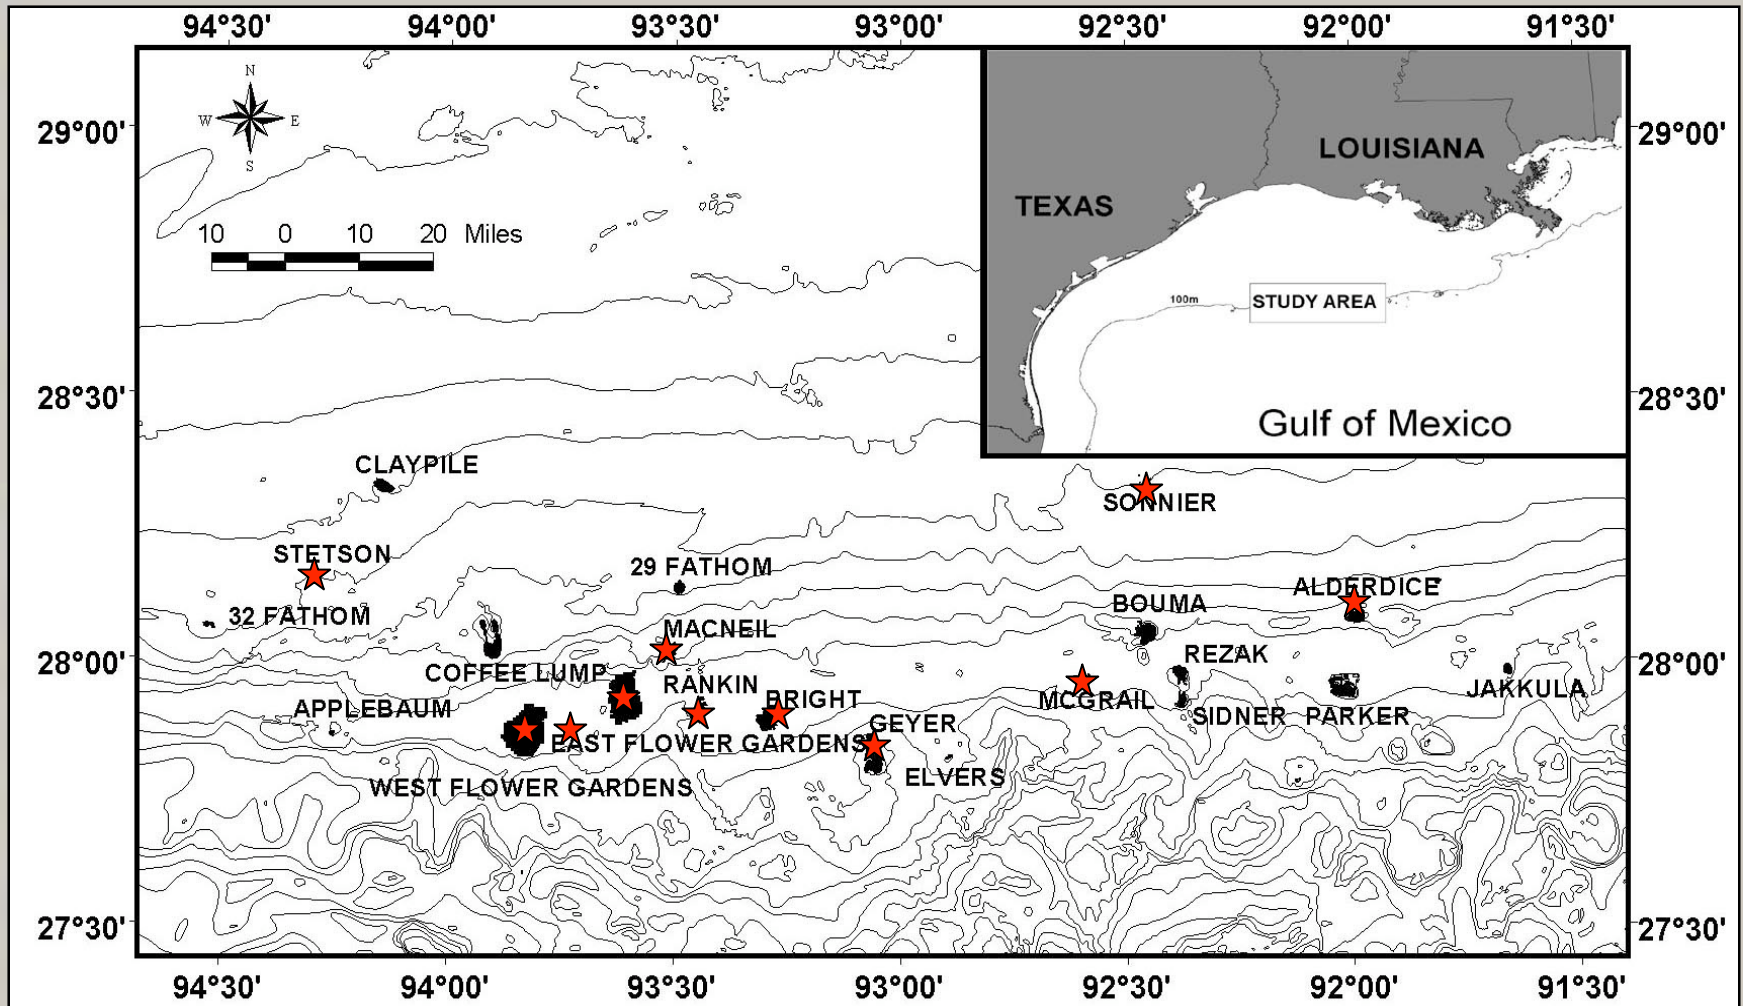 94°30' 94°00' 93°30' 93°00' 92°30' 92°00' 91°30'
N
W E
S
29°00' 29°00'
10 0 10 20 Miles
LOUISIANA
TEXAS
100m
STUDY AREA
Gulf of Mexico
28°30' 28°30'
CLAYPILE
SONNIER
STETSON
29 FATHOM
ALDERDICE
BOUMA
32 FATHOM
MACNEIL
REZAK
28°00' 28°00'
COFFEE LUMP
RANKIN
BRIGHT
MCGRAIL
JAKKULA
APPLEBAUM
SIDNER PARKER
GEYER
EAST FLOWER GARDENS
ELVERS
WEST FLOWER GARDENS
27°30' 27°30'
94°30' 94°00' 93°30' 93°00' 92°30' 92°00' 91°30'